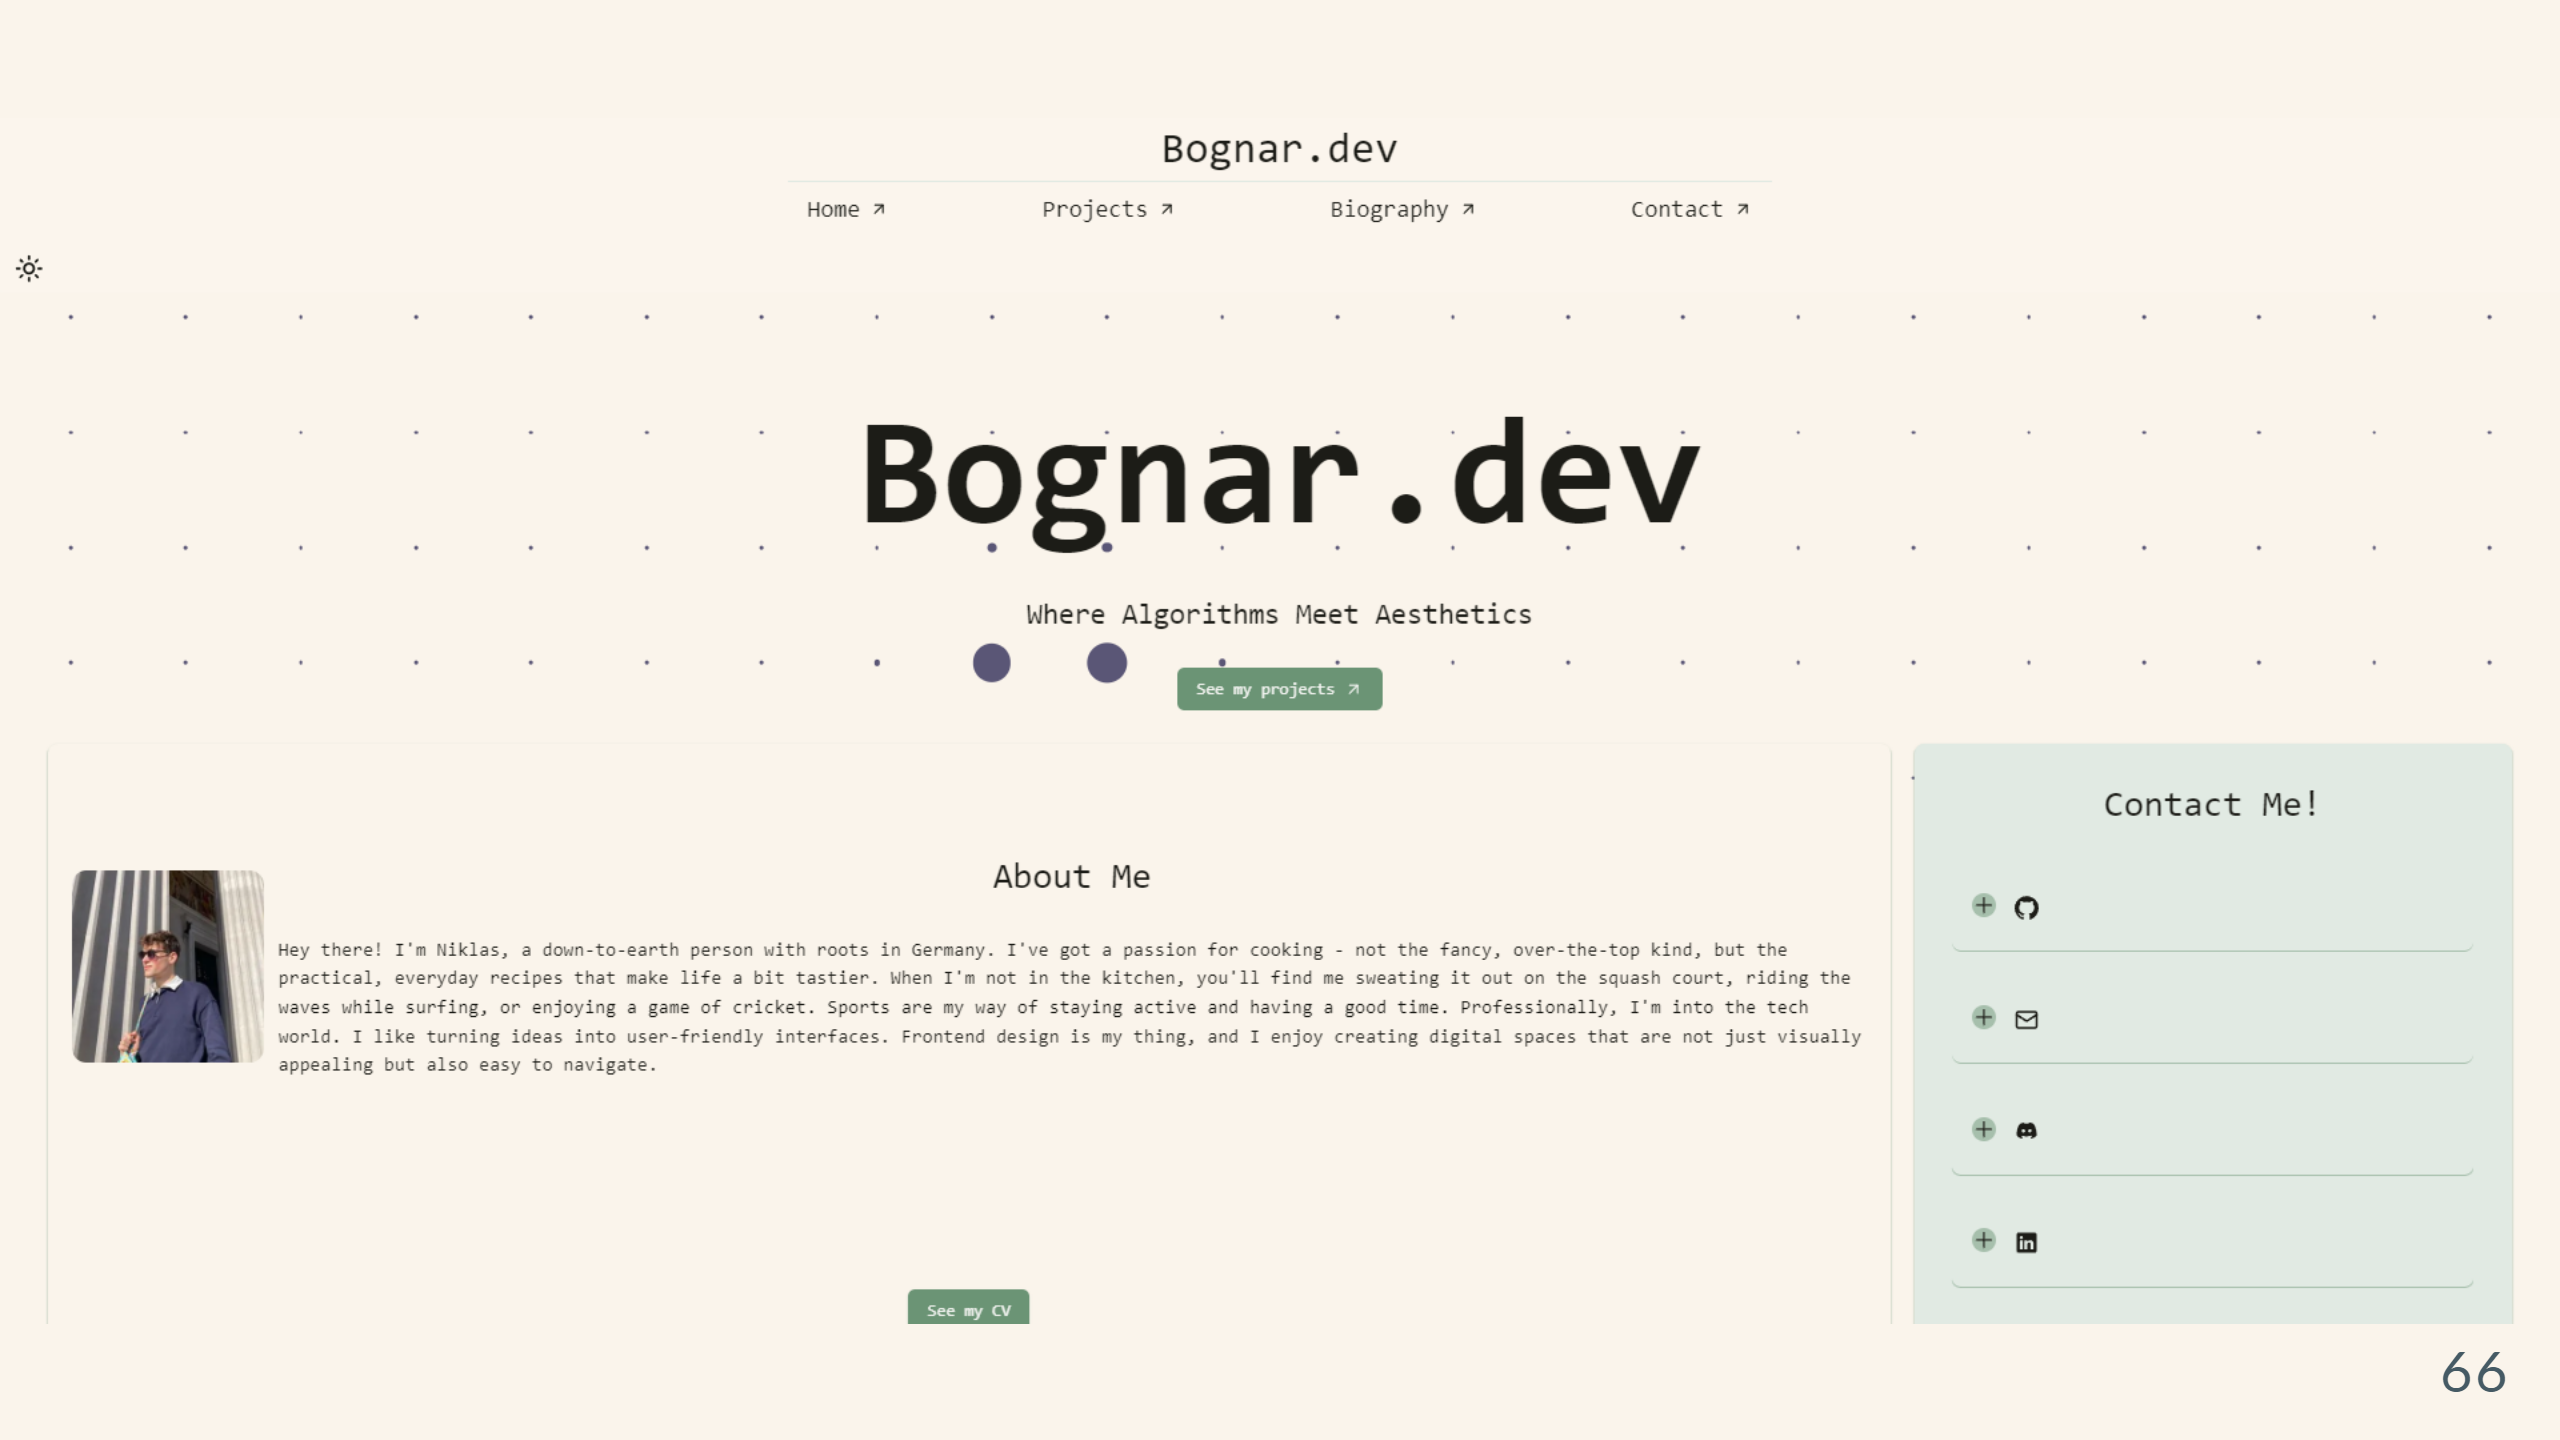 Bognar.dev
Home Projects Biography Contact
Bognar.dev
Where Algorithms Meet Aesthetics
See my projects
About Me
Hey there! I'm Niklas, a down-to-earth person with roots in Germany. I've got a passion for cooking - not the fancy, over-the-top kind, but the
practical, everyday recipes that make life a bit tastier. When I'm not in the kitchen, you'll find me sweating it out on the squash court, riding the
waves while surfing, or enjoying a game of cricket. Sports are my way of staying active and having a good time. Professionally, I'm into the tech
world. I like turning ideas into user-friendly interfaces. Frontend design is my thing, and I enjoy creating digital spaces that are not just visually
appealing but also easy to navigate.
See my CV
Contact Me!
in
66